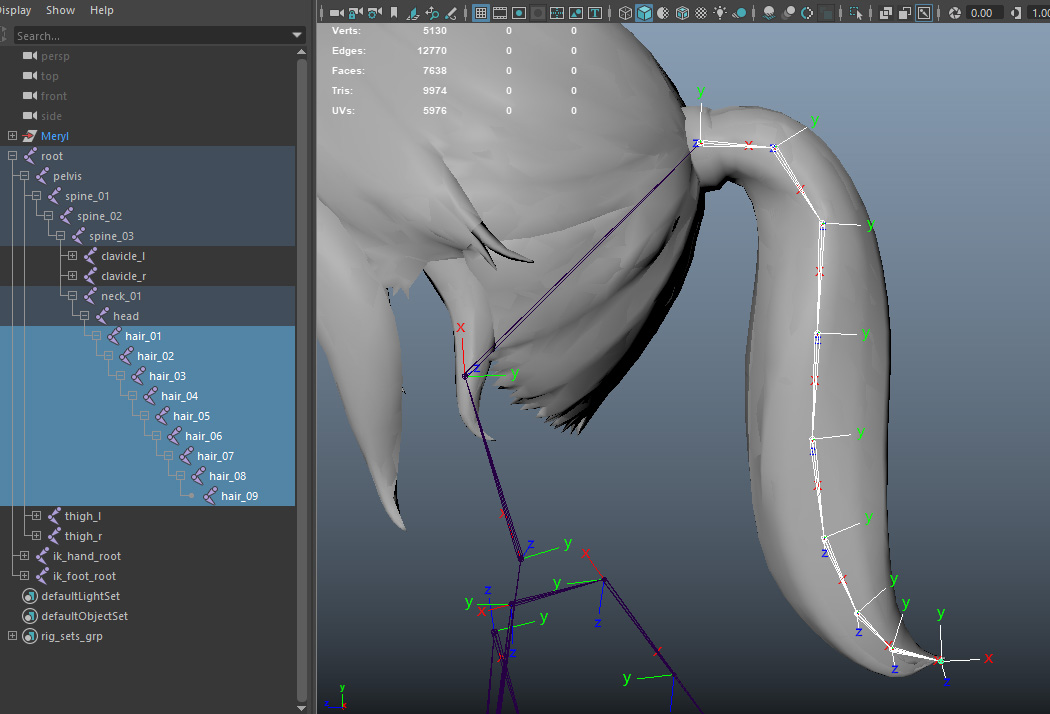 Display Show Help
0.00 1.00
Search...
persp
top
front
side
Meryl
root
pelvis
spine_01
spine_02
spine_03
clavicle_l
clavicle_r
neck_01
head
hair_01
hair_02
hair_03
hair_04
hair_05
hair_06
hair_07
hair_08
hair_09
thigh_l
thigh_r
ik_hand_root
ik_foot_root
defaultLightSet
defaultObjectSet
rig_sets_grp
Verts: 5130 0 0
Edges: 12770 0 0
Faces: 7638 0 0
Tris: 9974 0 0
UVs: 5976 0 0